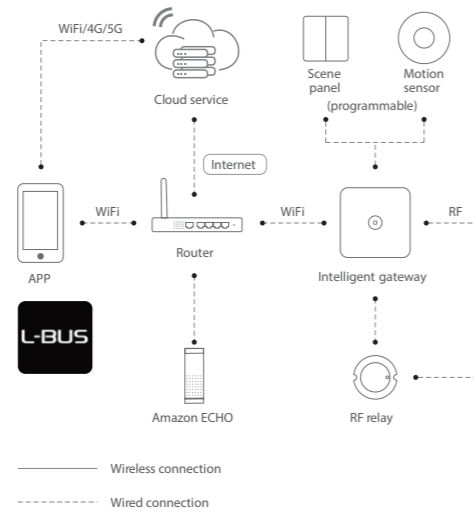 WiFi/4G/5G
Cloud service
Scene
panel
Motion
sensor
(programmable)
Internet
WiFi
WiFi
RF
APP
Router
Intelligent gateway
L-BUS
Amazon ECHO
RF relay
Wireless connection
Wired connection